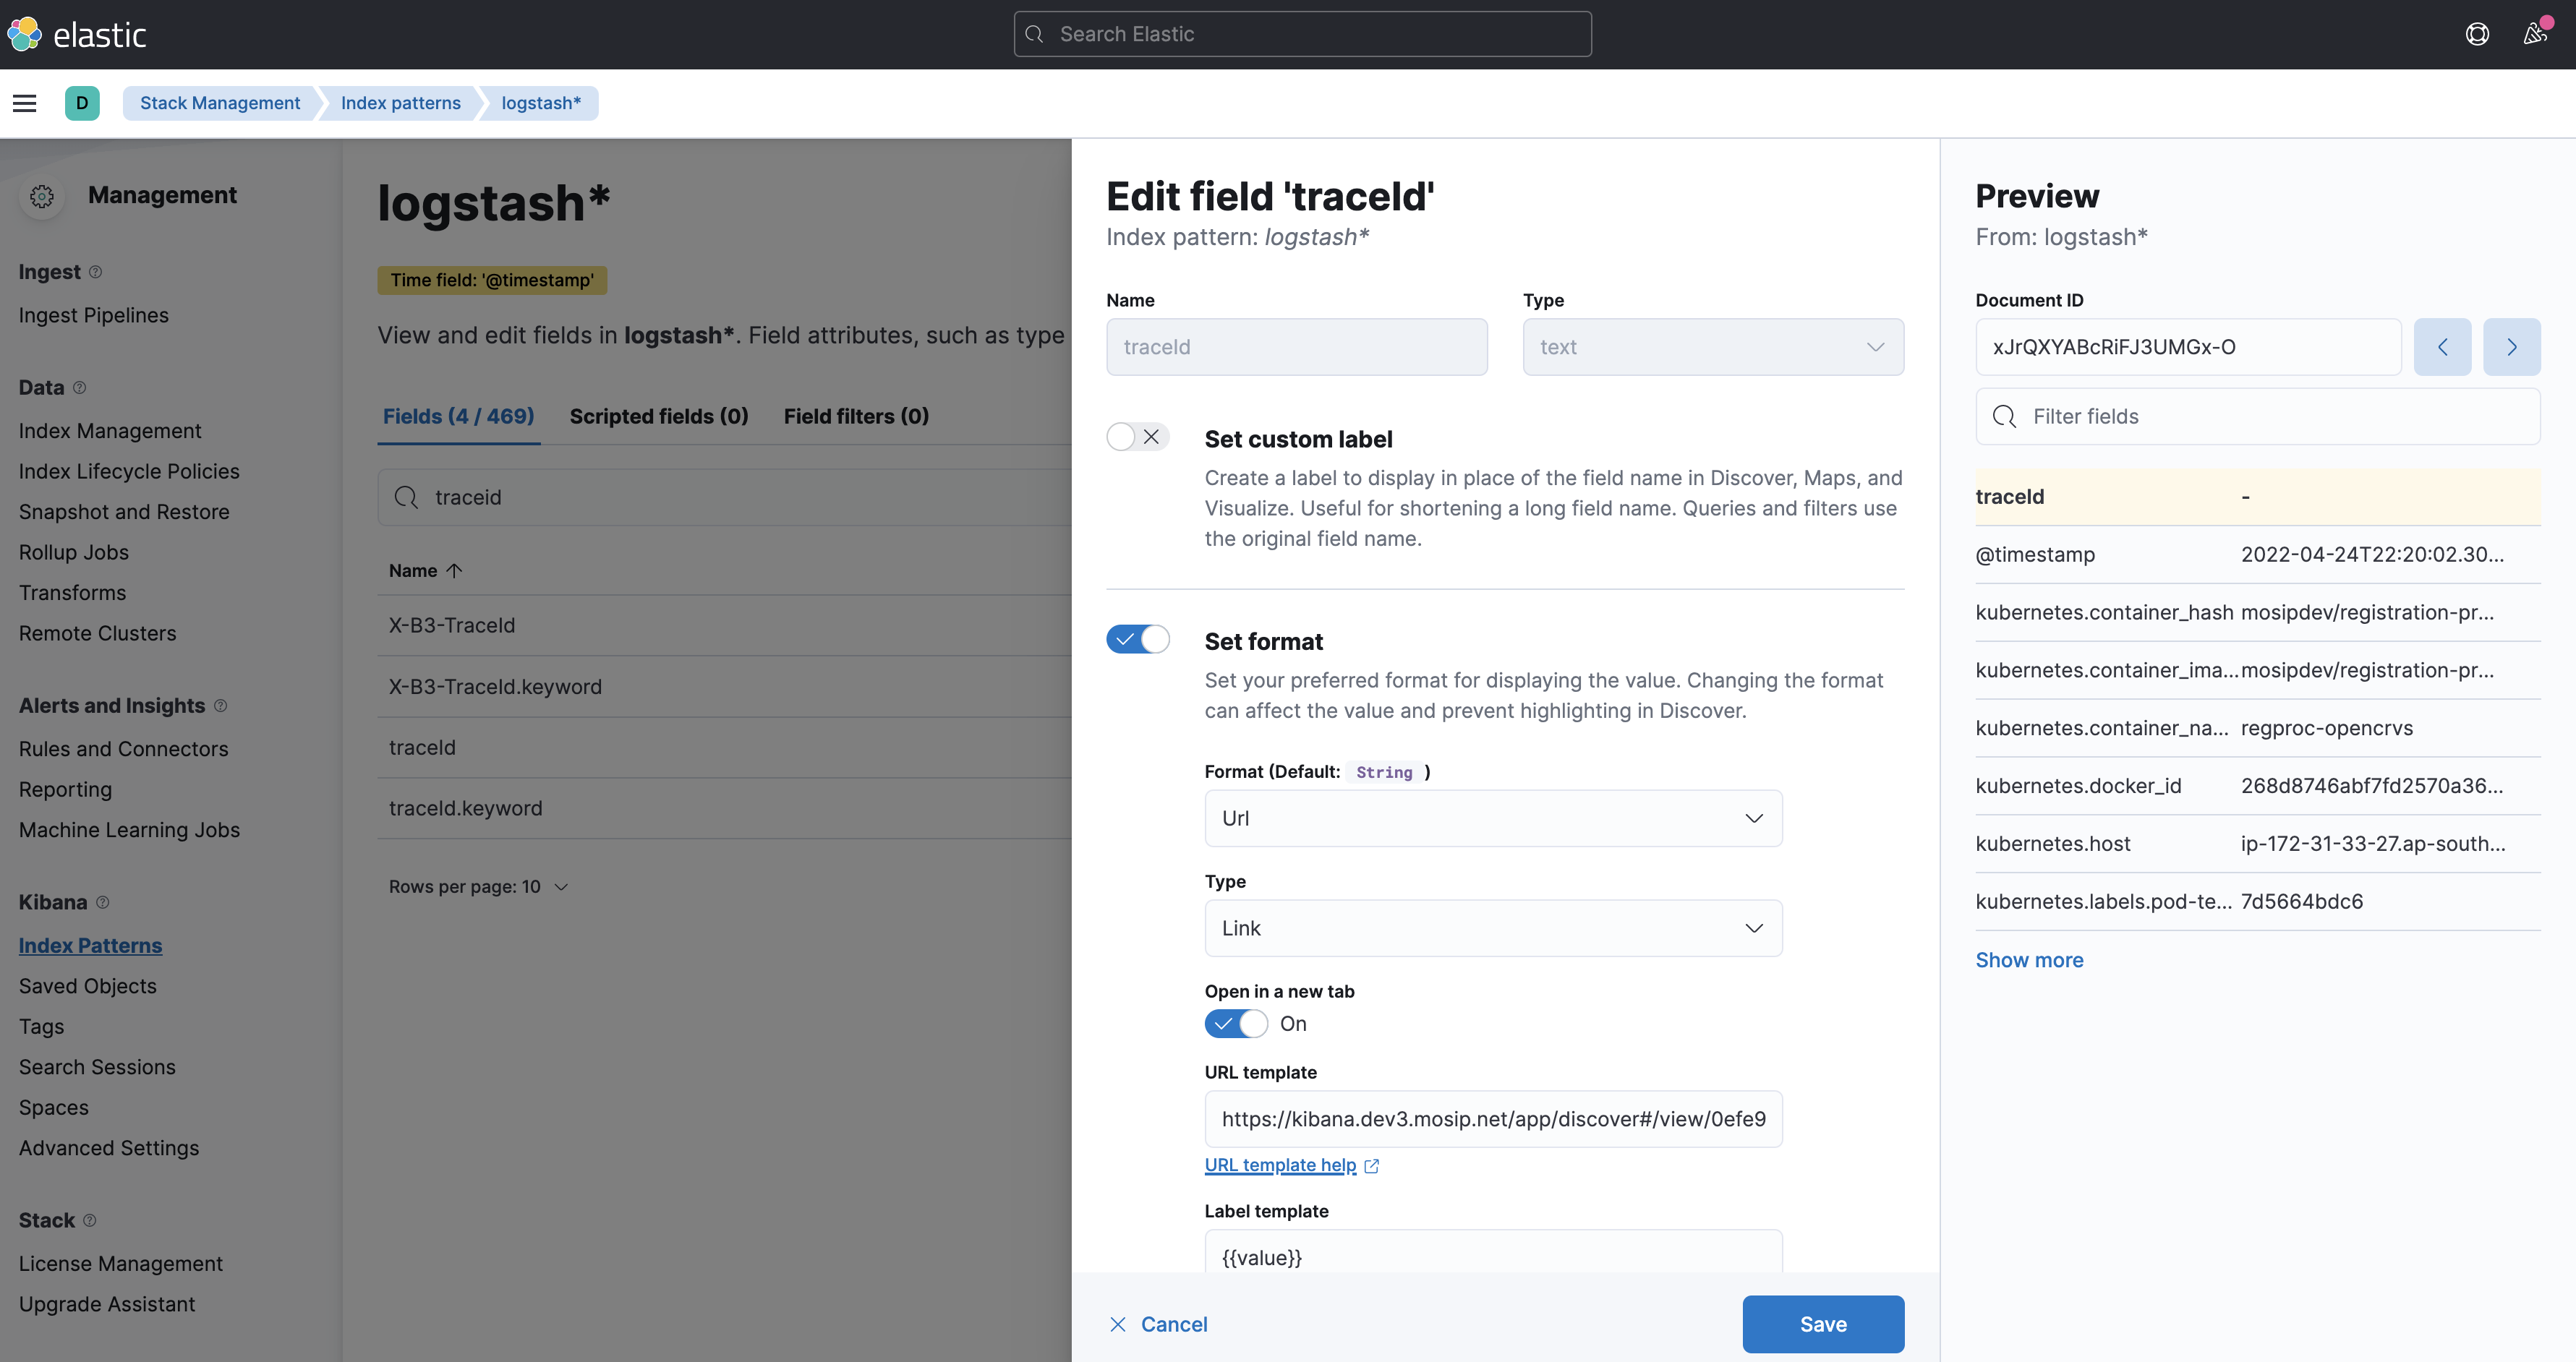 elastic
Search Elastic
D
Stack Management
Index patterns
logstash*
Management
Ingest
Ingest Pipelines
Data
Index Management
Index Lifecycle Policies
Snapshot and Restore
Rollup Jobs
Transforms
Remote Clusters
Alerts and Insights
Rules and Connectors
Reporting
Machine Learning Jobs
Kibana
Index Patterns
Saved Objects
Tags
Search Sessions
Spaces
Advanced Settings
Stack
License Management
Upgrade Assistant
logstash*
Time field: '@timestamp'
View and edit fields in logstash*. Field attributes, such as type
Fields (4 / 469)
Scripted fields (0)
Field filters (0)
traceid
Name
X-B3-TraceId
X-B3-TraceId.keyword
traceId
traceId.keyword
Rows per page: 10
Edit field 'traceId'
Index pattern: logstash*
Name
Type
traceId
text
Set custom label
Create a label to display in place of the field name in Discover, Maps, and
Visualize. Useful for shortening a long field name. Queries and filters use
the original field name.
Set format
Set your preferred format for displaying the value. Changing the format
can affect the value and prevent highlighting in Discover.
Format (Default: String )
Url
Type
Link
Open in a new tab
On
URL template
https://kibana.dev3.mosip.net/app/discover#/view/0efe9
URL template help
Label template
{{value}}
Cancel
Save
Preview
From: logstash*
Document ID
xJrQXYABcRiFJ3UMGx-O
Filter fields
traceId -
@timestamp 2022-04-24T22:20:02.30...
kubernetes.container_hash mosipdev/registration-pr...
kubernetes.container_ima... mosipdev/registration-pr...
kubernetes.container_na... regproc-opencrvs
kubernetes.docker_id 268d8746abf7fd2570a36...
kubernetes.host ip-172-31-33-27.ap-south...
kubernetes.labels.pod-te... 7d5664bdc6
Show more